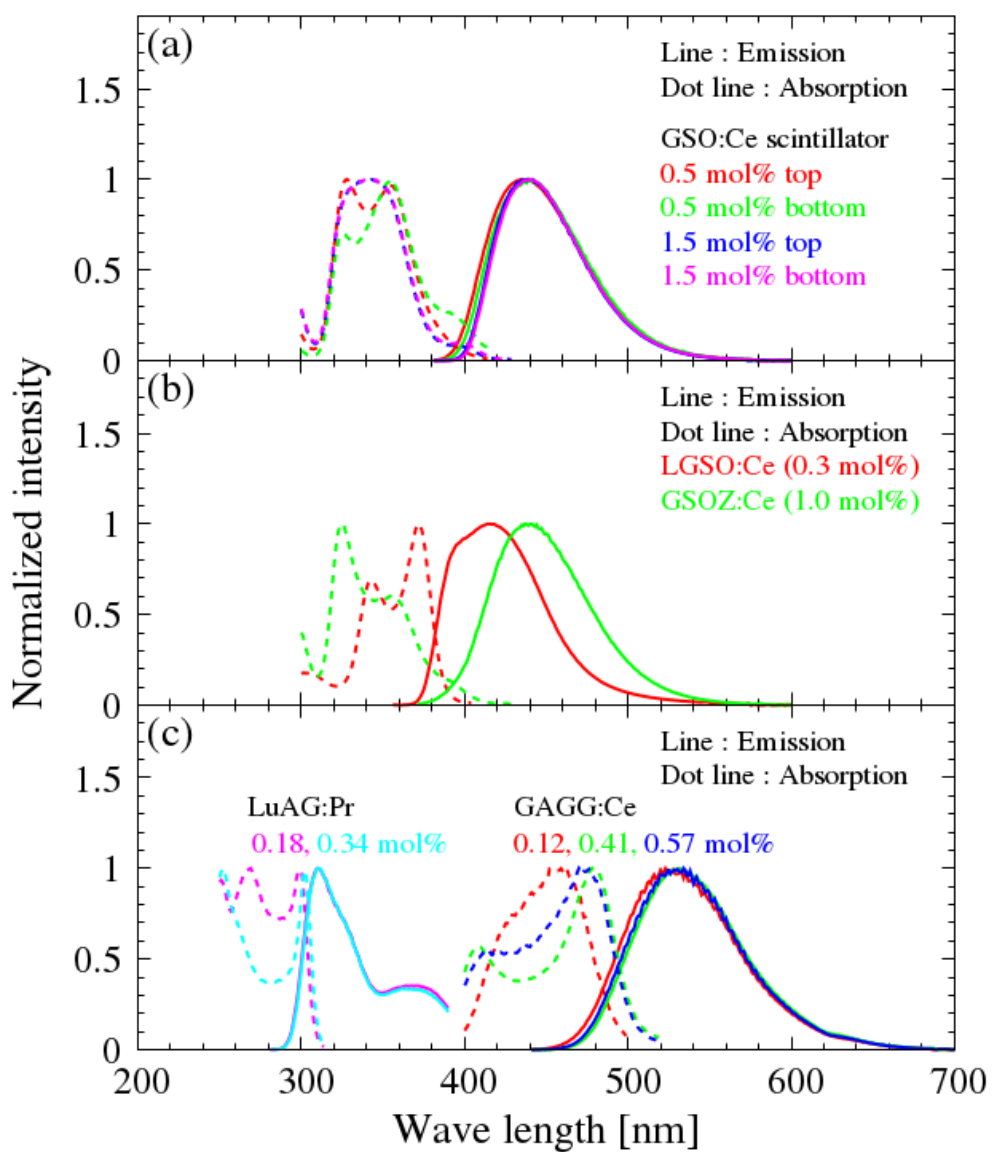 (a)
Line : Emission
Dot line : Absorption
GSO:Ce scintillator
0.5 mol% top
0.5 mol% bottom
1.5 mol% top
1.5 mol% bottom
1.5
1
0.5
0
(b)
Line : Emission
Dot line : Absorption
LGSO:Ce (0.3 mol%)
GSOZ:Ce (1.0 mol%)
1.5
1
0.5
0
Normalized intensity
(c)
Line : Emission
Dot line : Absorption
LuAG:Pr
0.18, 0.34 mol%
GAGG:Ce
0.12, 0.41, 0.57 mol%
1.5
1
0.5
0
200 300 400 500 600 700
Wave length [nm]